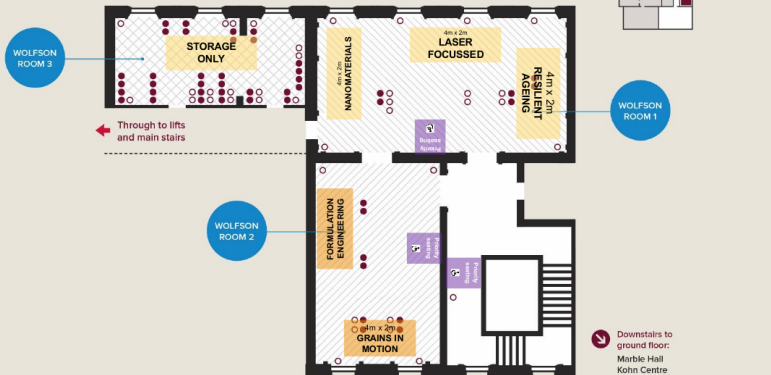 WOLFSON
ROOM 3
STORAGE
ONLY
4m x 2m
NANOMATERIALS
4m x 2m
LASER
FOCUSSED
4m x 2m
RESILIENT
AGEING
WOLFSON
ROOM 1
Through to lifts
and main stairs
Priority
seating
WOLFSON
ROOM 2
FORMULATION
ENGINEERING
Priority
seating
Priority
seating
4m x 2m
GRAINS IN
MOTION
Downstairs to
ground floor:
Marble Hall
Kohn Centre